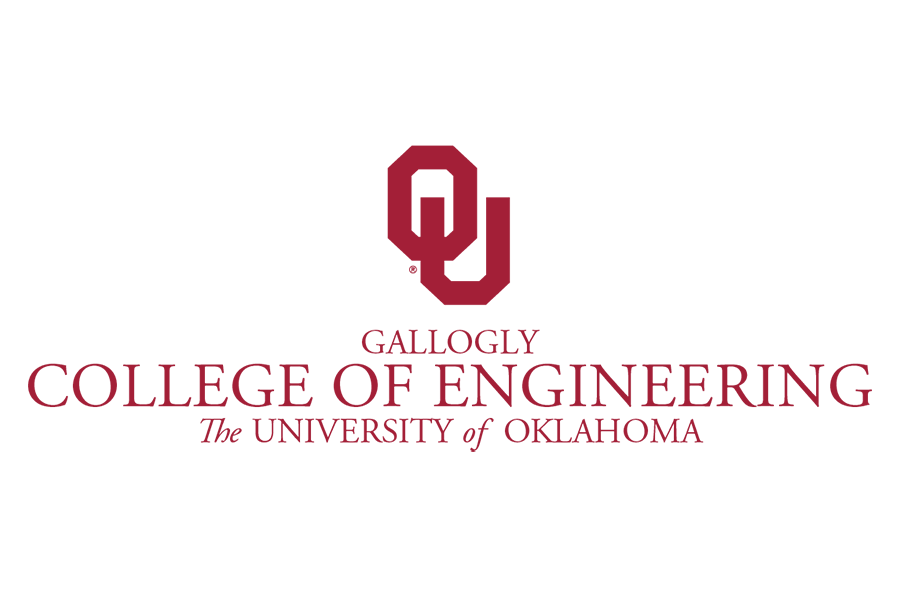 OU
®
GALLOGLY
COLLEGE OF ENGINEERING
The UNIVERSITY of OKLAHOMA